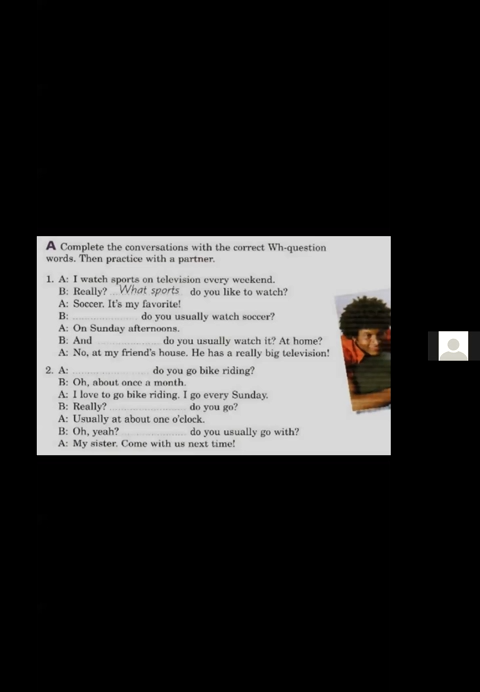 A Complete the conversations with the correct Wh-question
words. Then practice with a partner.
1. A: I watch sports on television every weekend.
B: Really? What sports do you like to watch?
A: Soccer. It's my favorite!
B: ........................ do you usually watch soccer?
A: On Sunday afternoons.
B: And ........................ do you usually watch it? At home?
A: No, at my friend's house. He has a really big television!
2. A: ........................ do you go bike riding?
B: Oh, about once a month.
A: I love to go bike riding. I go every Sunday.
B: Really? ........................ do you go?
A: Usually at about one o'clock.
B: Oh, yeah? ........................ do you usually go with?
A: My sister. Come with us next time!